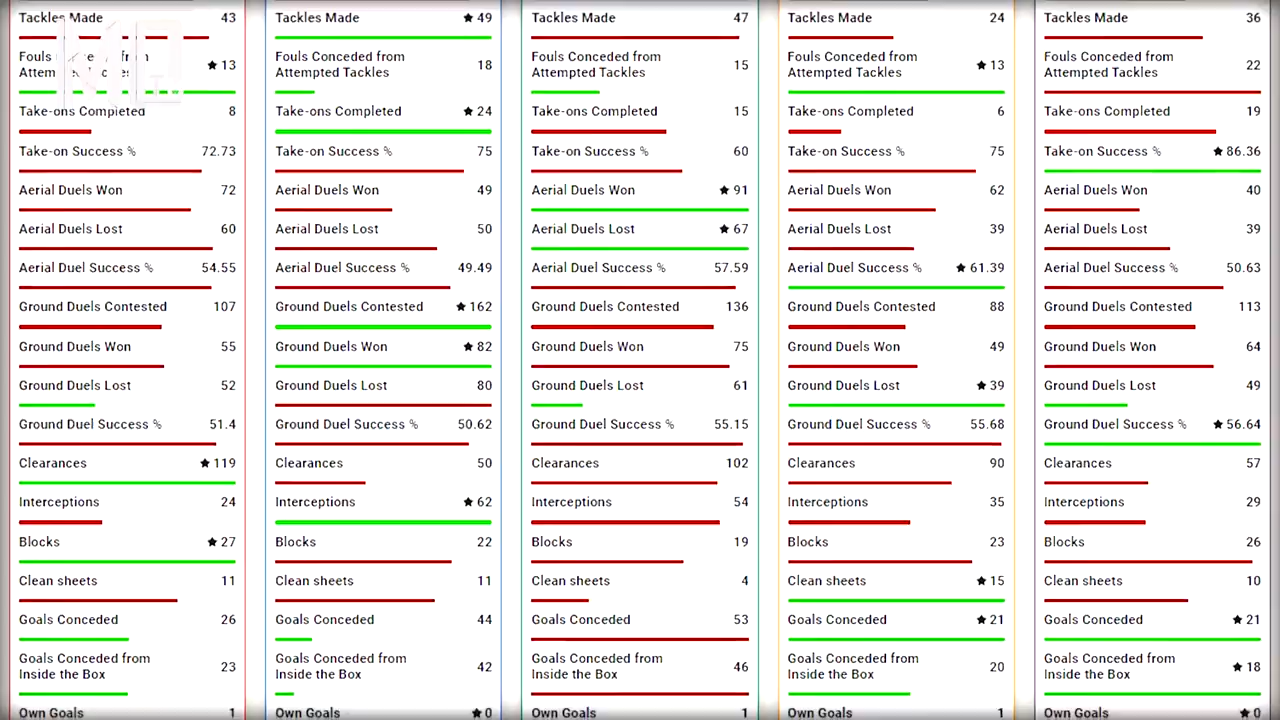 Tackles Made 43
Fouls Conceded from
Attempted Tackles ★ 13
Take-ons Completed 8
Take-on Success % 72.73
Aerial Duels Won 72
Aerial Duels Lost 60
Aerial Duel Success % 54.55
Ground Duels Contested 107
Ground Duels Won 55
Ground Duels Lost 52
Ground Duel Success % 51.4
Clearances ★ 119
Interceptions 24
Blocks ★ 27
Clean sheets 11
Goals Conceded 26
Goals Conceded from
Inside the Box 23
Own Goals 1
Tackles Made ★ 49
Fouls Conceded from
Attempted Tackles 18
Take-ons Completed ★ 24
Take-on Success % 75
Aerial Duels Won 49
Aerial Duels Lost 50
Aerial Duel Success % 49.49
Ground Duels Contested ★ 162
Ground Duels Won ★ 82
Ground Duels Lost 80
Ground Duel Success % 50.62
Clearances 50
Interceptions ★ 62
Blocks 22
Clean sheets 11
Goals Conceded 44
Goals Conceded from
Inside the Box 42
Own Goals ★ 0
Tackles Made 47
Fouls Conceded from
Attempted Tackles 15
Take-ons Completed 15
Take-on Success % 60
Aerial Duels Won ★ 91
Aerial Duels Lost ★ 67
Aerial Duel Success % 57.59
Ground Duels Contested 136
Ground Duels Won 75
Ground Duels Lost 61
Ground Duel Success % 55.15
Clearances 102
Interceptions 54
Blocks 19
Clean sheets 4
Goals Conceded 53
Goals Conceded from
Inside the Box 46
Own Goals 1
Tackles Made 24
Fouls Conceded from
Attempted Tackles ★ 13
Take-ons Completed 6
Take-on Success % 75
Aerial Duels Won 62
Aerial Duels Lost 39
Aerial Duel Success % ★ 61.39
Ground Duels Contested 88
Ground Duels Won 49
Ground Duels Lost ★ 39
Ground Duel Success % 55.68
Clearances 90
Interceptions 35
Blocks 23
Clean sheets ★ 15
Goals Conceded ★ 21
Goals Conceded from
Inside the Box 20
Own Goals 1
Tackles Made 36
Fouls Conceded from
Attempted Tackles 22
Take-ons Completed 19
Take-on Success % ★ 86.36
Aerial Duels Won 40
Aerial Duels Lost 39
Aerial Duel Success % 50.63
Ground Duels Contested 113
Ground Duels Won 64
Ground Duels Lost 49
Ground Duel Success % ★ 56.64
Clearances 57
Interceptions 29
Blocks 26
Clean sheets 10
Goals Conceded ★ 21
Goals Conceded from
Inside the Box ★ 18
Own Goals ★ 0